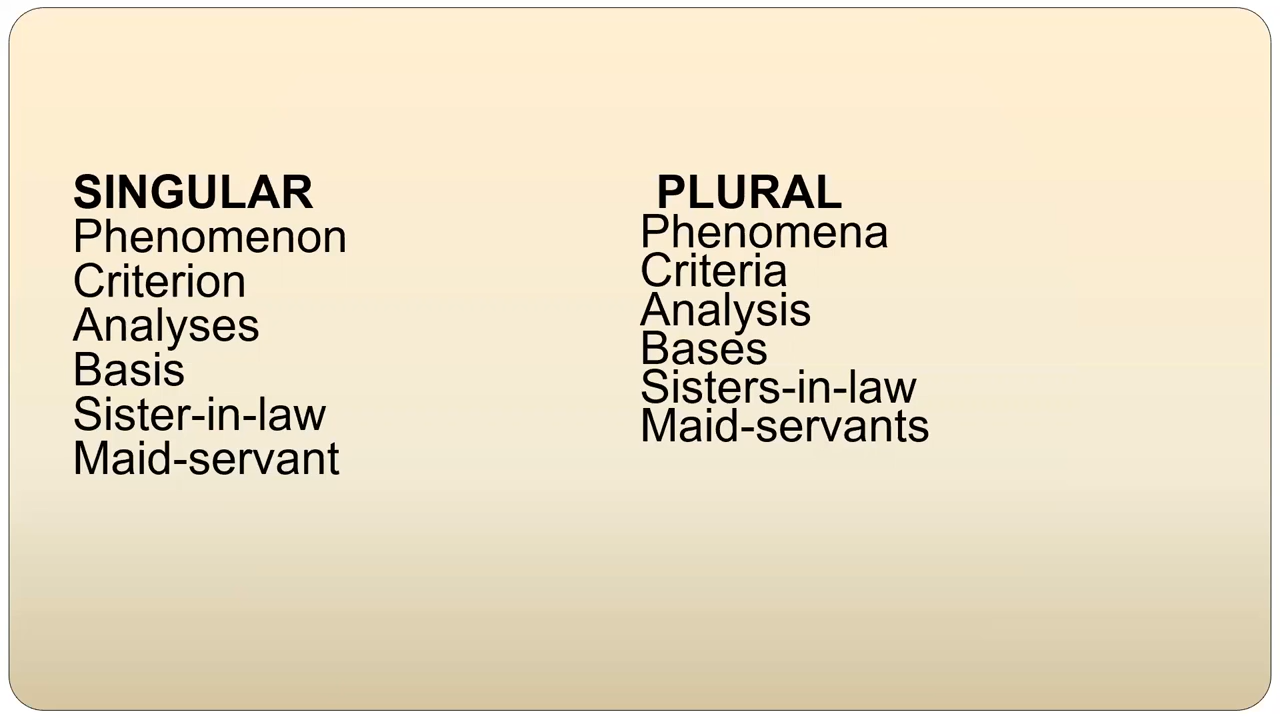 SINGULAR
Phenomenon
Criterion
Analyses
Basis
Sister-in-law
Maid-servant
PLURAL
Phenomena
Criteria
Analysis
Bases
Sisters-in-law
Maid-servants